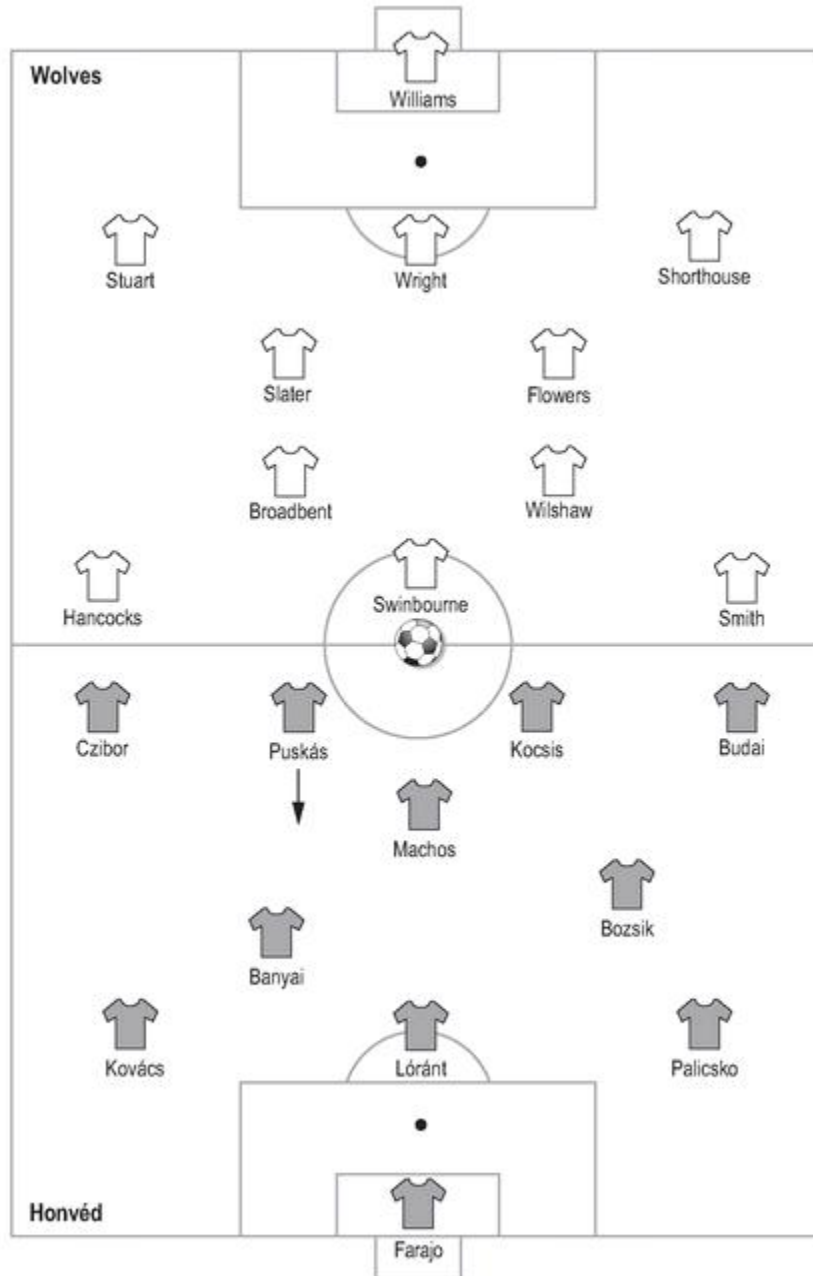 Wolves
Williams
Stuart
Wright
Shorthouse
Slater
Flowers
Broadbent
Wilshaw
Hancocks
Swinbourne
Smith
Czibor
Puskás
Kocsis
Budai
Machos
Bozsik
Banyai
Kovács
Lóránt
Palicsko
Honvéd
Farajo